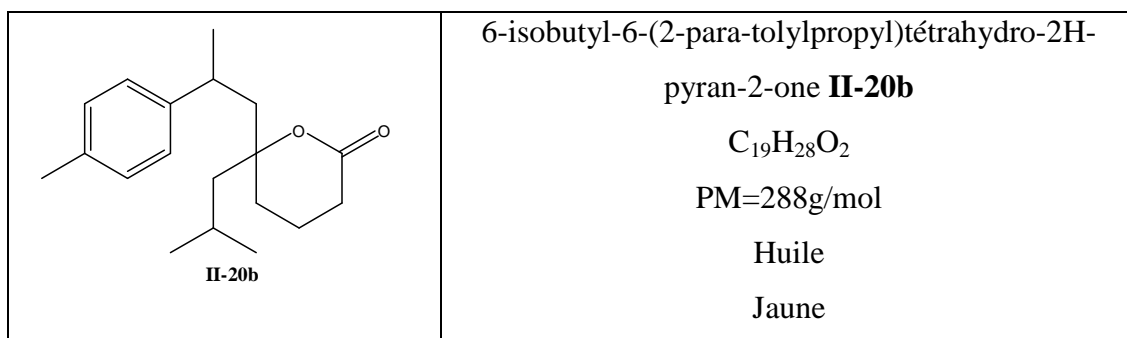 O
O
II-20b
6-isobutyl-6-(2-para-tolylpropyl)tétrahydro-2H-
pyran-2-one II-20b
C₁₉H₂₈O₂
PM=288g/mol
Huile
Jaune